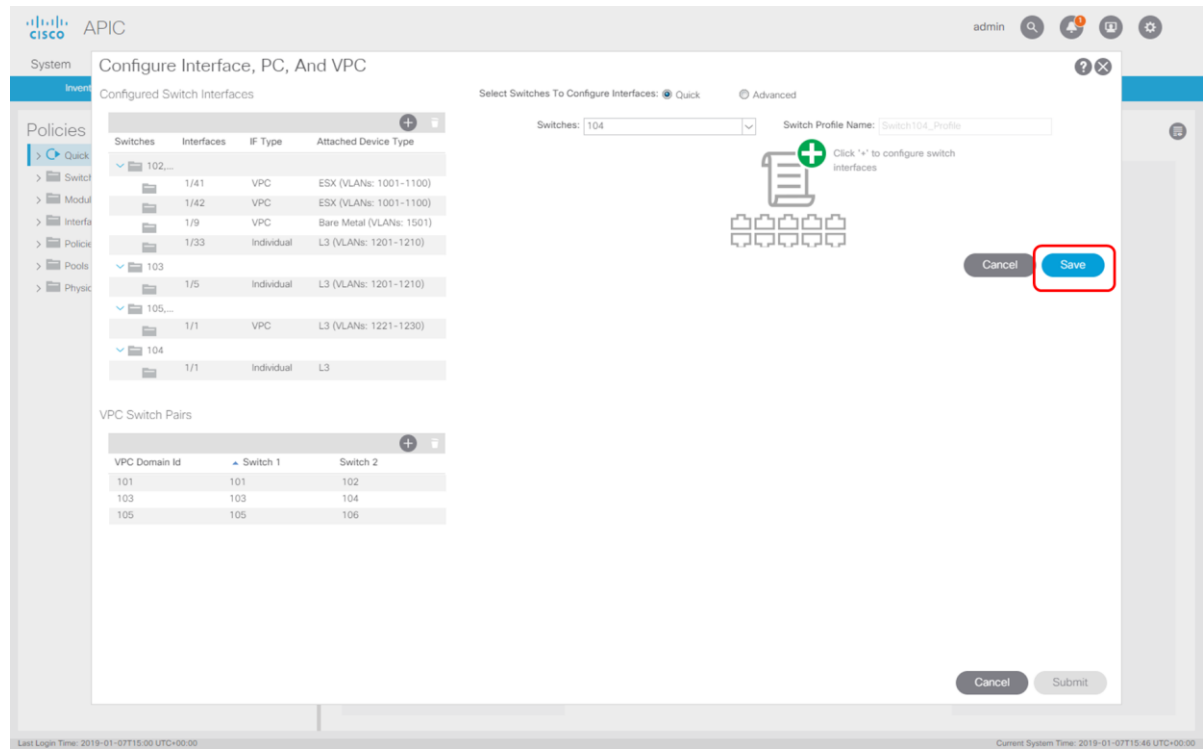 CISCO APIC admin 1
System
Configure Interface, PC, And VPC
Invent
Configured Switch Interfaces
Select Switches To Configure Interfaces: Quick Advanced
Policies
Switches: 104 Switch Profile Name: Switch104_Profile
Switches Interfaces IF Type Attached Device Type
Click '+' to configure switch
interfaces
Quick
Switch
Modul
Interfa
Policie
Pools
Physic
102,...
1/41 VPC ESX (VLANs: 1001-1100)
1/42 VPC ESX (VLANs: 1001-1100)
1/9 VPC Bare Metal (VLANs: 1501)
1/33 Individual L3 (VLANs: 1201-1210)
103
1/5 Individual L3 (VLANs: 1201-1210)
105,...
1/1 VPC L3 (VLANs: 1221-1230)
104
1/1 Individual L3
Cancel Save
VPC Switch Pairs
VPC Domain Id Switch 1 Switch 2
101 101 102
103 103 104
105 105 106
Cancel Submit
Last Login Time: 2019-01-07T15:00 UTC+00:00 Current System Time: 2019-01-07T15:46 UTC+00:00